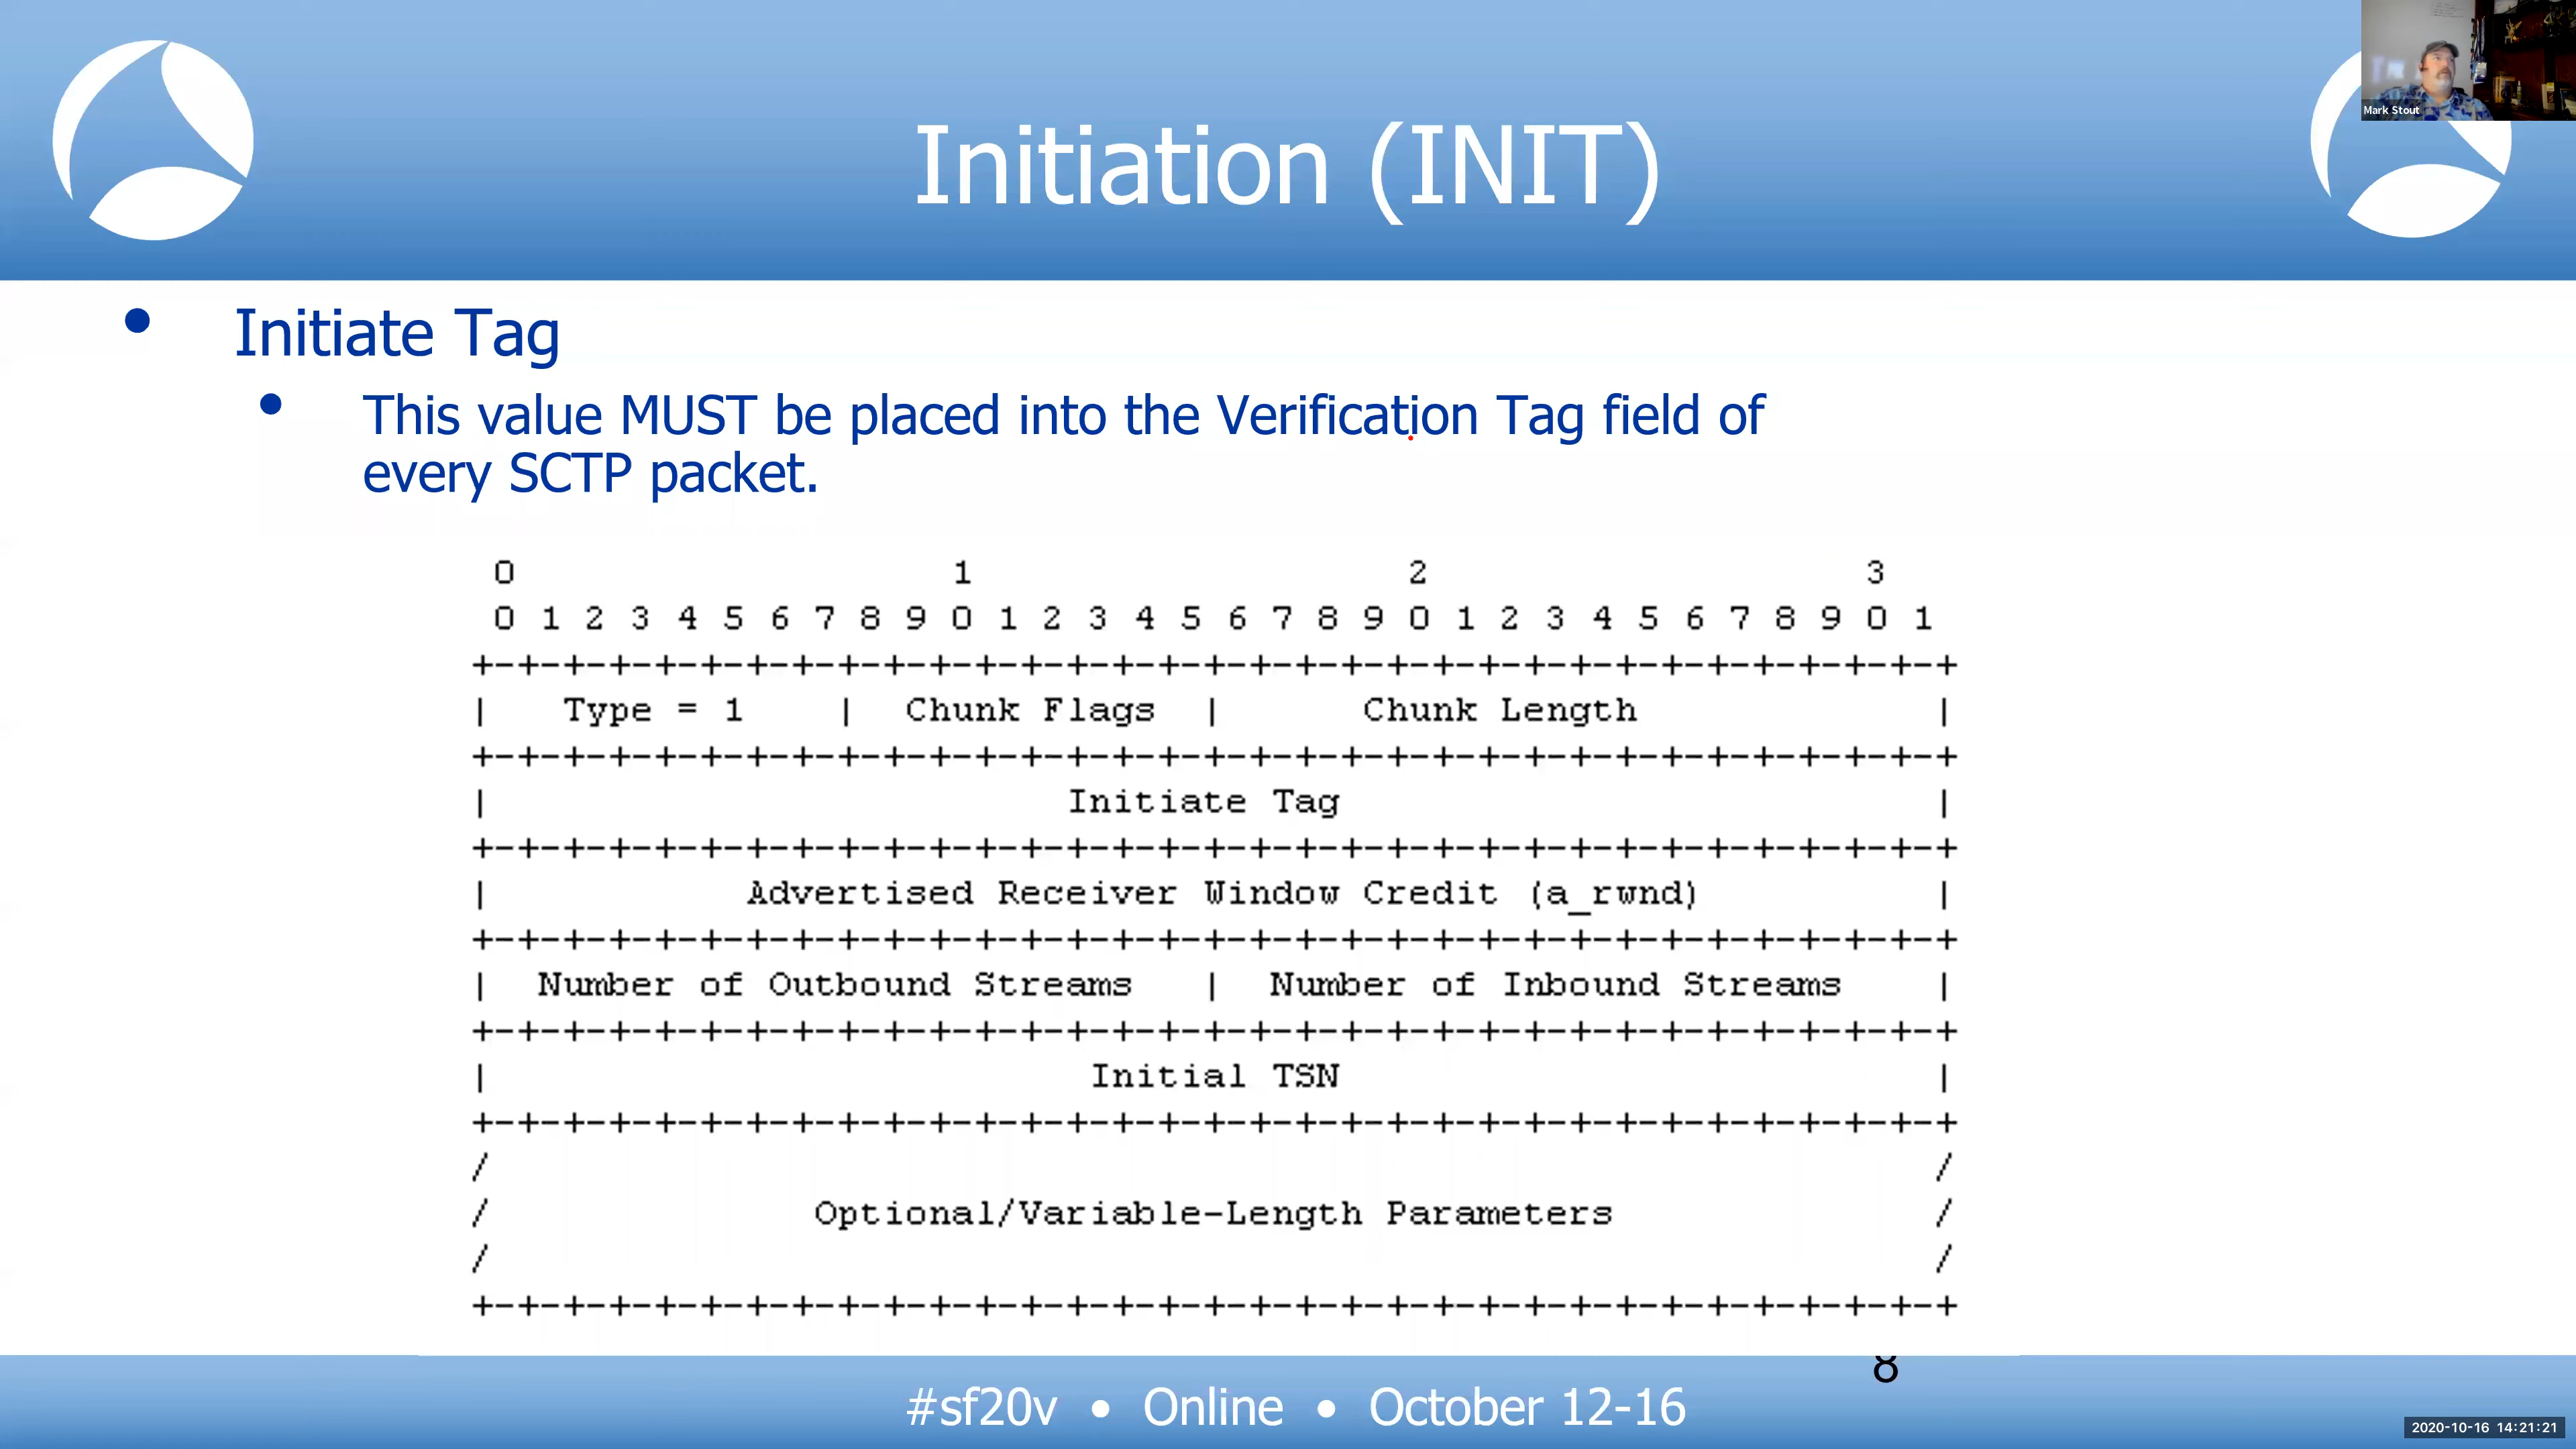 Initiation (INIT)
Mark Stout
• Initiate Tag
• This value MUST be placed into the Verification Tag field of
every SCTP packet.
0 1 2 3
0 1 2 3 4 5 6 7 8 9 0 1 2 3 4 5 6 7 8 9 0 1 2 3 4 5 6 7 8 9 0 1
+-+-+-+-+-+-+-+-+-+-+-+-+-+-+-+-+-+-+-+-+-+-+-+-+-+-+-+-+-+-+-+-+
| Type = 1 | Chunk Flags | Chunk Length |
+-+-+-+-+-+-+-+-+-+-+-+-+-+-+-+-+-+-+-+-+-+-+-+-+-+-+-+-+-+-+-+-+
| Initiate Tag |
+-+-+-+-+-+-+-+-+-+-+-+-+-+-+-+-+-+-+-+-+-+-+-+-+-+-+-+-+-+-+-+-+
| Advertised Receiver Window Credit (a_rwnd) |
+-+-+-+-+-+-+-+-+-+-+-+-+-+-+-+-+-+-+-+-+-+-+-+-+-+-+-+-+-+-+-+-+
| Number of Outbound Streams | Number of Inbound Streams |
+-+-+-+-+-+-+-+-+-+-+-+-+-+-+-+-+-+-+-+-+-+-+-+-+-+-+-+-+-+-+-+-+
| Initial TSN |
+-+-+-+-+-+-+-+-+-+-+-+-+-+-+-+-+-+-+-+-+-+-+-+-+-+-+-+-+-+-+-+-+
/ /
/ Optional/Variable-Length Parameters /
/ /
+-+-+-+-+-+-+-+-+-+-+-+-+-+-+-+-+-+-+-+-+-+-+-+-+-+-+-+-+-+-+-+-+
8
#sf20v • Online • October 12-16
2020-10-16 14:21:21